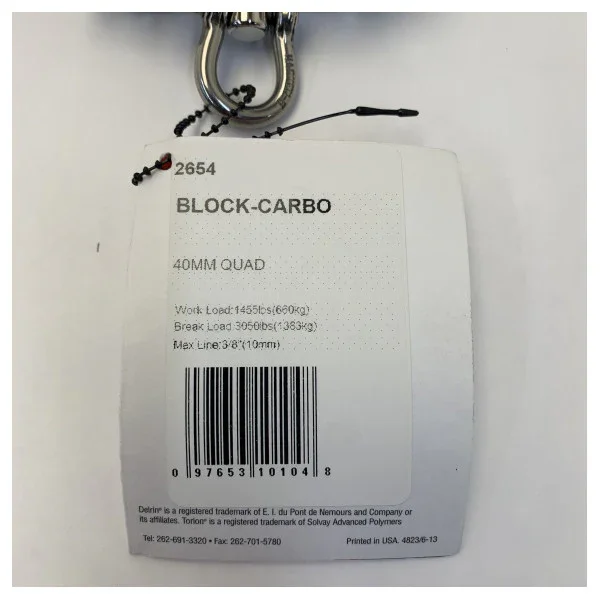 2654
BLOCK-CARBO
40MM QUAD
Work Load:1455lbs(660kg)
Break Load:3050lbs(1383kg)
Max Line:3/8"(10mm)
0 97653 10104 8
Delrin® is a registered trademark of E. I. du Pont de Nemours and Company or
its affiliates. Torlon® is a registered trademark of Solvay Advanced Polymers
Tel: 262-691-3320 • Fax: 262-701-5780 Printed in USA. 4823/6-13